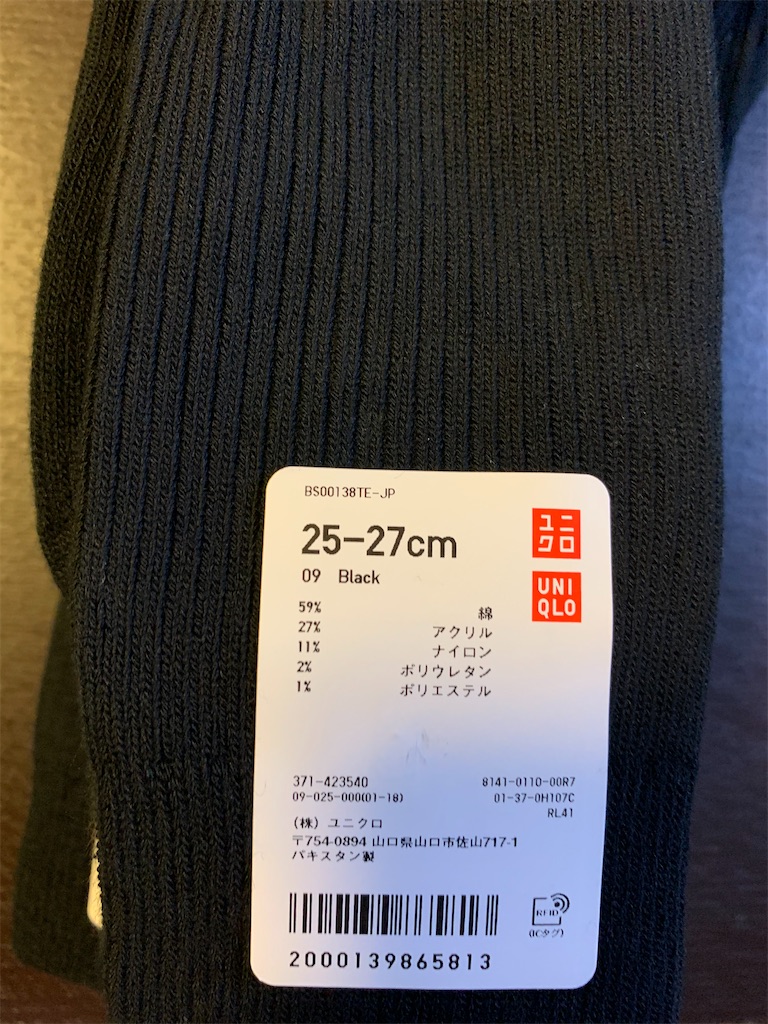 BS00138TE-JP
ユニクロ
25-27cm
UNIQLO
09 Black
59% 綿
27% アクリル
11% ナイロン
2% ポリウレタン
1% ポリエステル
371-423540 8141-0110-00R7
09-025-000(01-18) 01-37-0H107C
RL41
(株) ユニクロ
〒754-0894 山口県山口市佐山717-1
パキスタン製
RFID
(ICタグ)
2000139865813